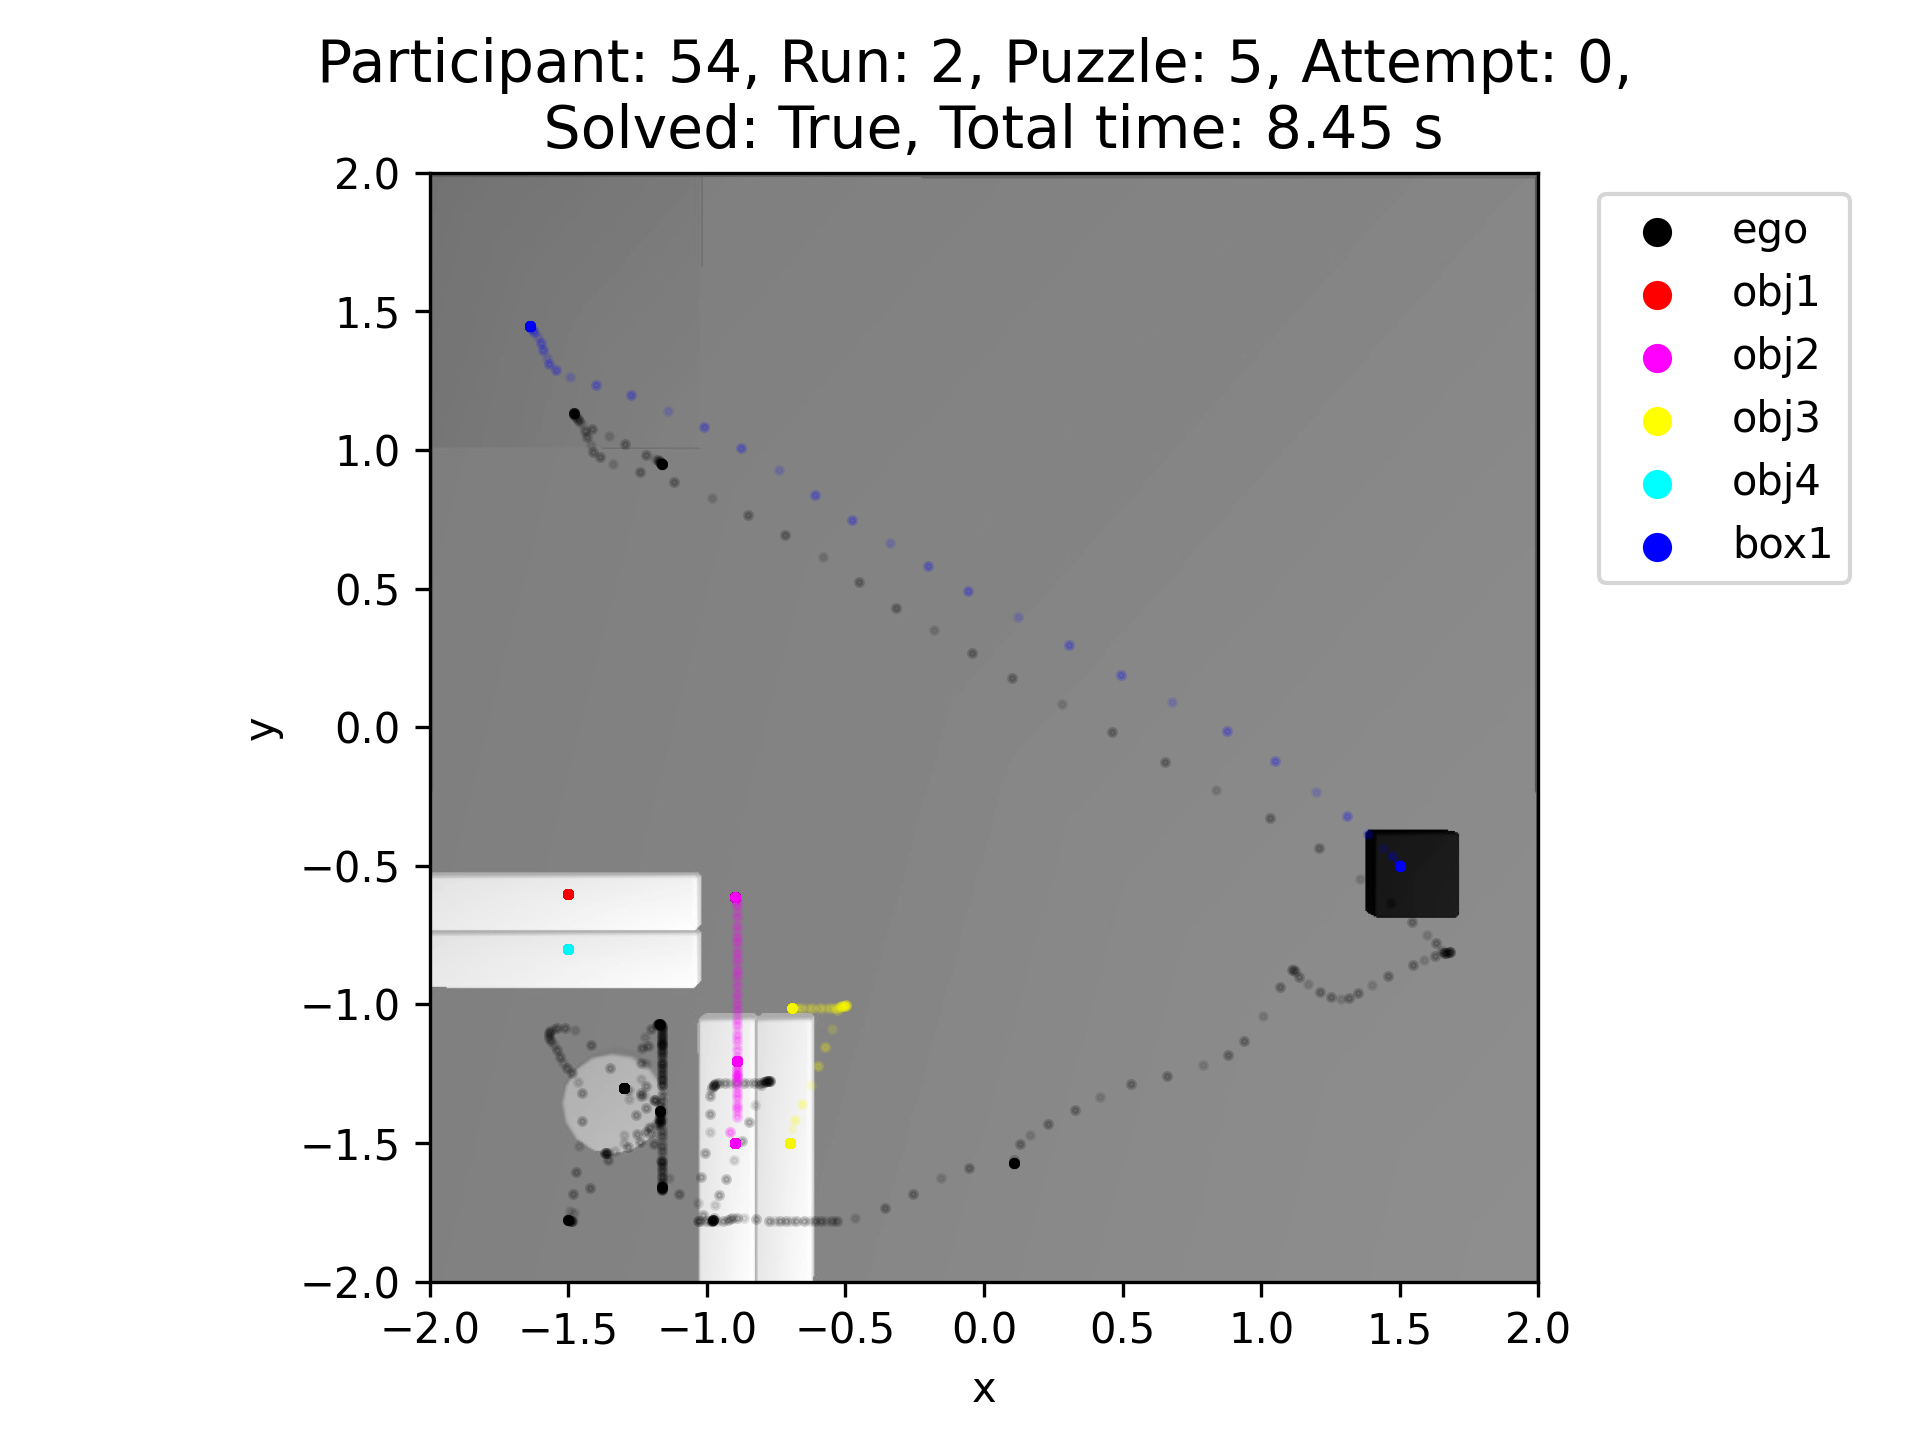 Participant: 54, Run: 2, Puzzle: 5, Attempt: 0,
Solved: True, Total time: 8.45 s
2.0
1.5
1.0
0.5
0.0
−0.5
−1.0
−1.5
−2.0
y
−2.0 −1.5 −1.0 −0.5 0.0 0.5 1.0 1.5 2.0
x
ego
obj1
obj2
obj3
obj4
box1